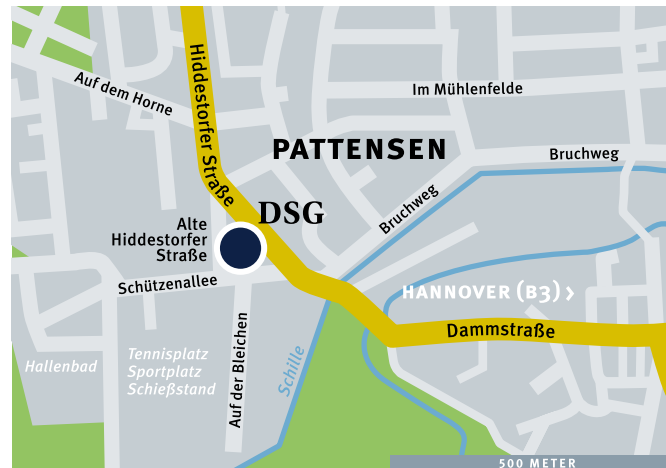 Auf dem Horne
Hiddestorfer Straße
Im Mühlenfelde
PATTENSEN
Bruchweg
Bruchweg
DSG
Alte
Hiddestorfer
Straße
Schützenallee
HANNOVER (B3) ›
Dammstraße
Auf der Bleichen
Schille
Hallenbad
Tennisplatz
Sportplatz
Schießstand
500 METER